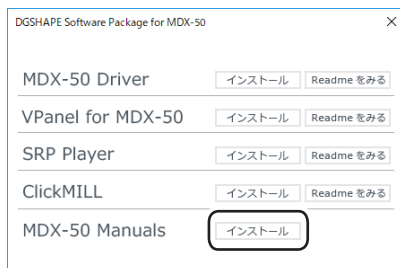 DGSHAPE Software Package for MDX-50
MDX-50 Driver インストール Readme をみる
VPanel for MDX-50 インストール Readme をみる
SRP Player インストール Readme をみる
ClickMILL インストール Readme をみる
MDX-50 Manuals インストール